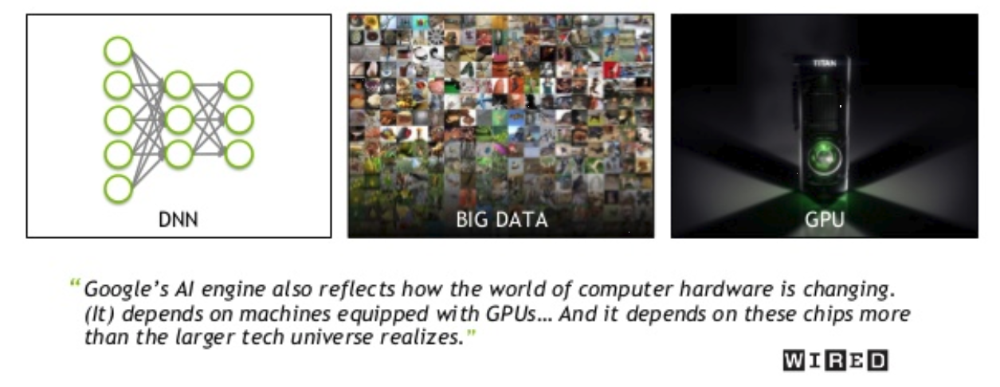 DNN
BIG DATA
TITAN
GPU
“Google’s AI engine also reflects how the world of computer hardware is changing.
(It) depends on machines equipped with GPUs… And it depends on these chips more
than the larger tech universe realizes.”
WIRED